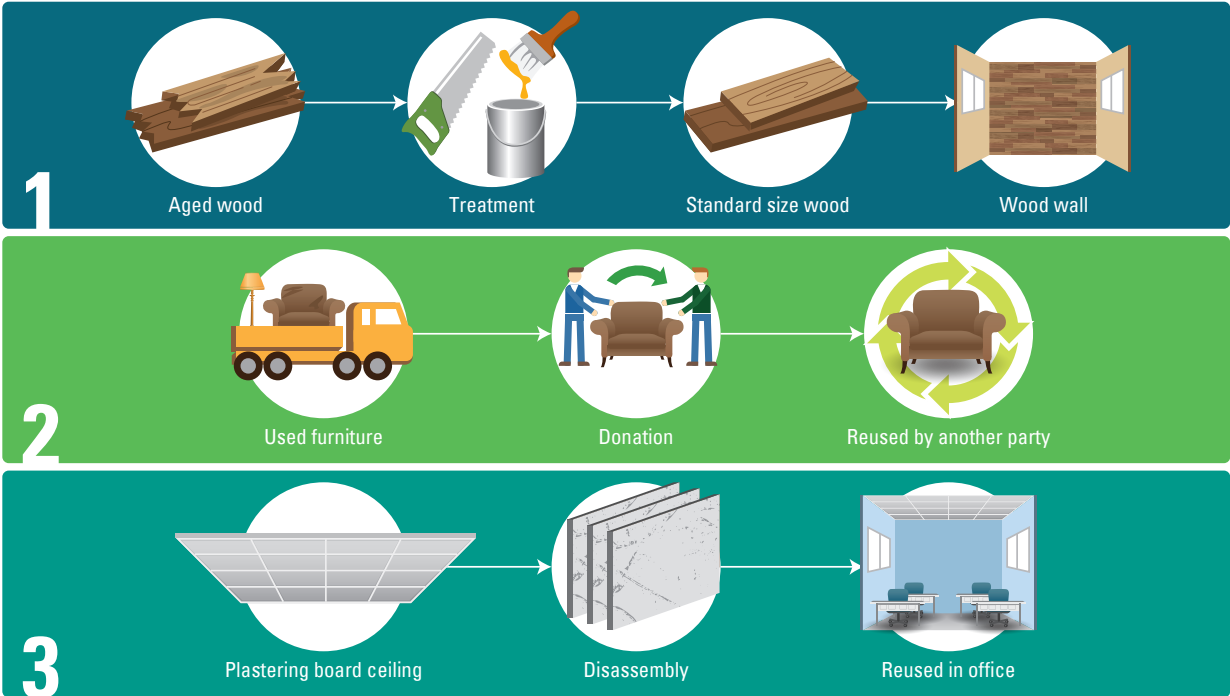 1
Aged wood
Treatment
Standard size wood
Wood wall
2
Used furniture
Donation
Reused by another party
3
Plastering board ceiling
Disassembly
Reused in office